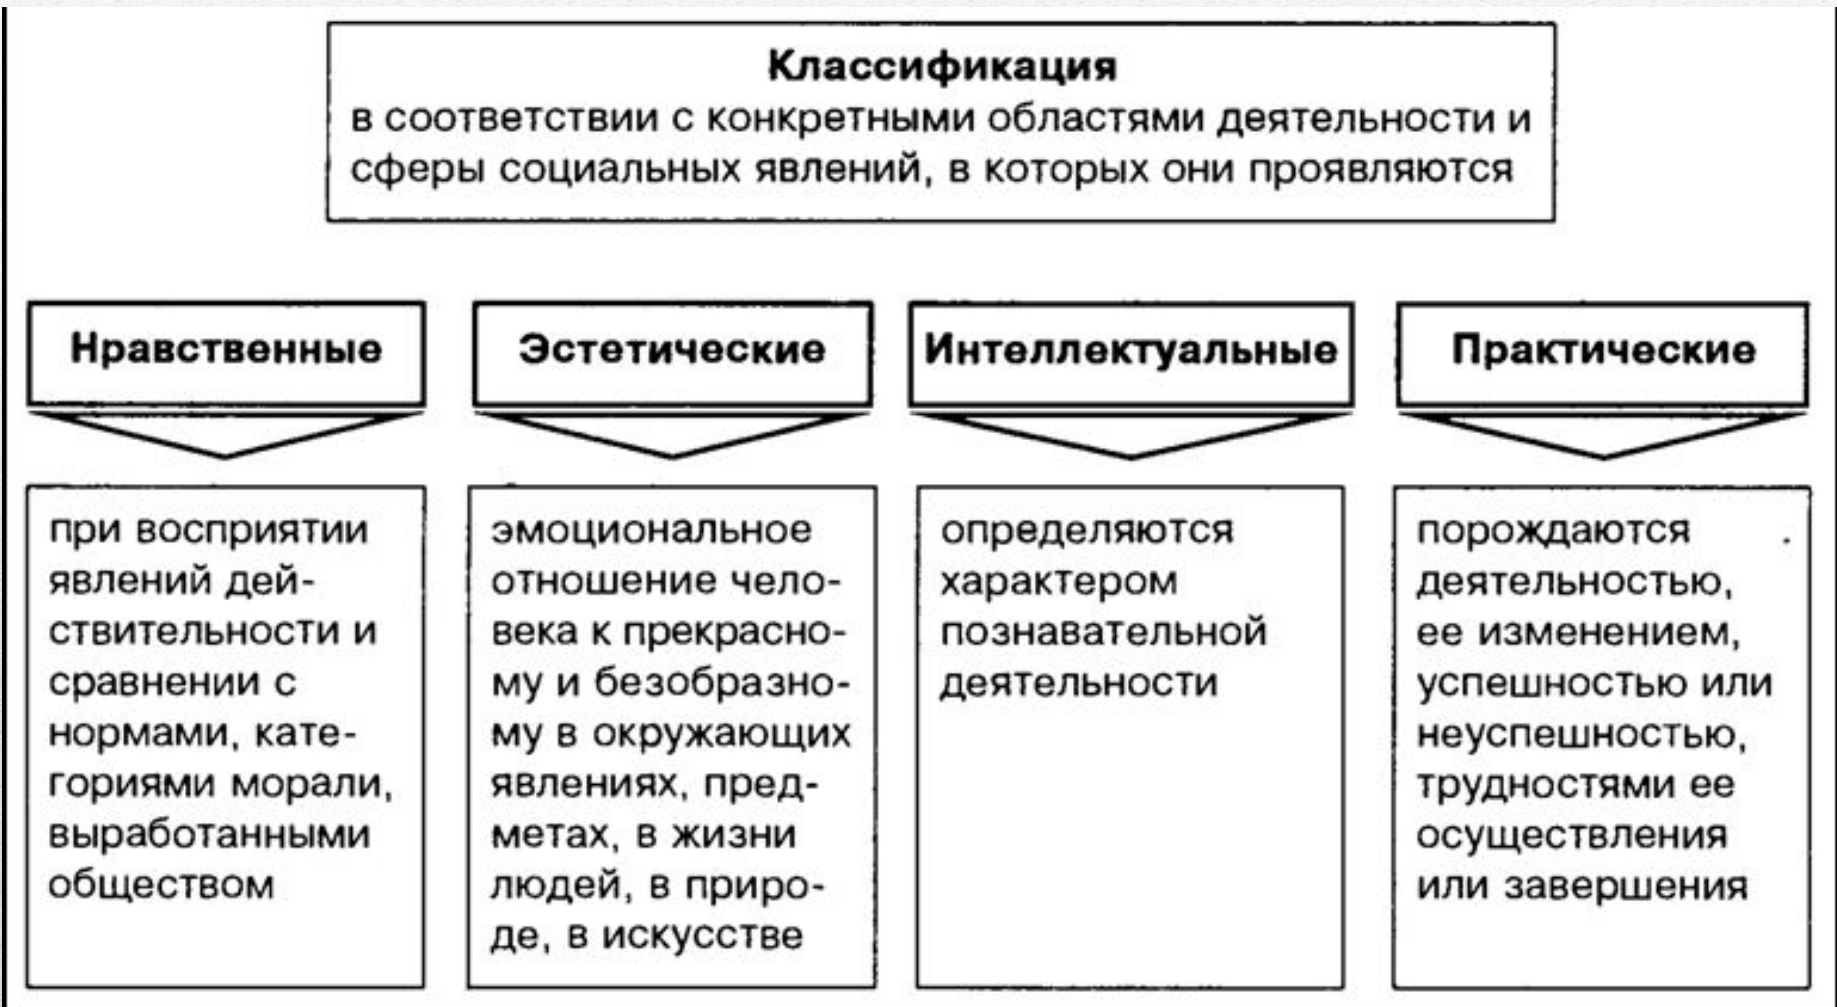 Классификация
в соответствии с конкретными областями деятельности и
сферы социальных явлений, в которых они проявляются
Нравственные
при восприятии
явлений дей-
ствительности и
сравнении с
нормами, кате-
гориями морали,
выработанными
обществом
Эстетические
эмоциональное
отношение чело-
века к прекрасно-
му и безобразно-
му в окружающих
явлениях, пред-
метах, в жизни
людей, в приро-
де, в искусстве
Интеллектуальные
определяются
характером
познавательной
деятельности
Практические
порождаются
деятельностью,
ее изменением,
успешностью или
неуспешностью,
трудностями ее
осуществления
или завершения